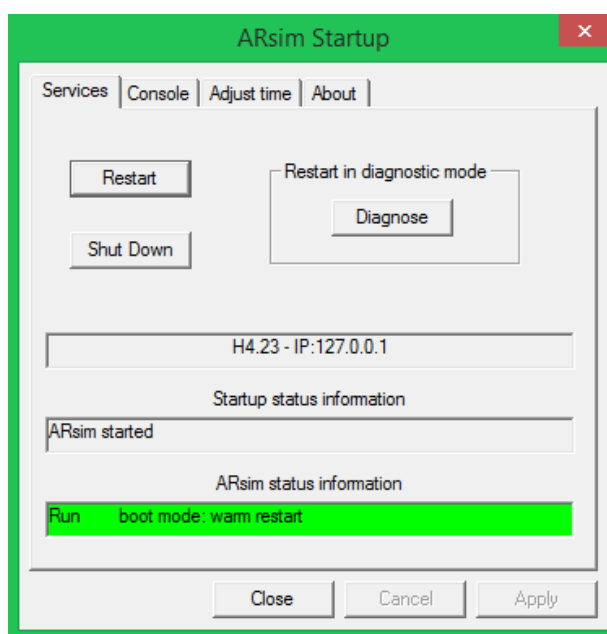 ARsim Startup
Services Console Adjust time About
Restart
Restart in diagnostic mode
Diagnose
Shut Down
H4.23 - IP:127.0.0.1
Startup status information
ARsim started
ARsim status information
Run boot mode: warm restart
Close Cancel Apply